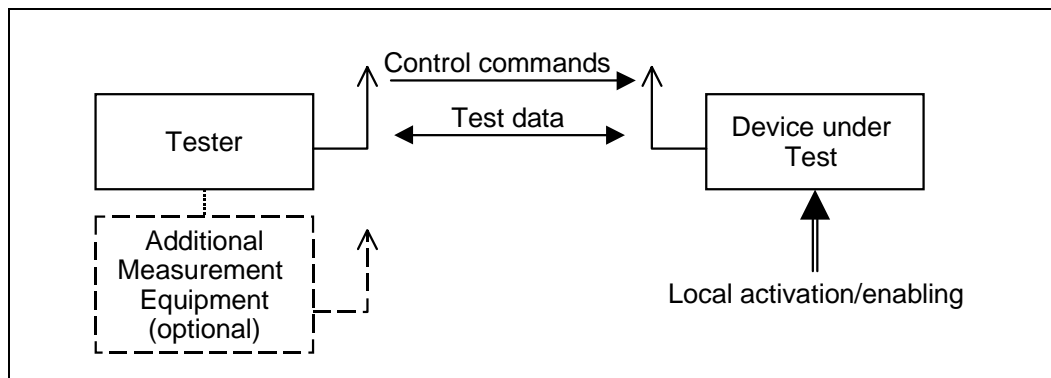 Control commands
Test data
Tester
Device under
Test
Additional
Measurement
Equipment
(optional)
Local activation/enabling